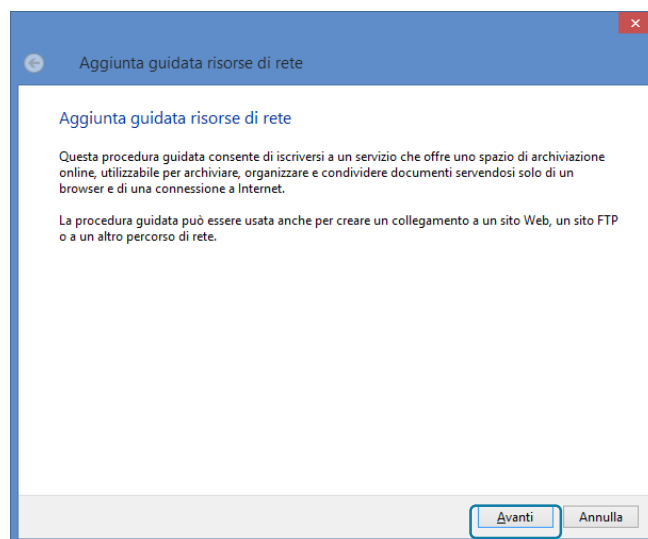 Aggiunta guidata risorse di rete
Aggiunta guidata risorse di rete
Questa procedura guidata consente di iscriversi a un servizio che offre uno spazio di archiviazione
online, utilizzabile per archiviare, organizzare e condividere documenti servendosi solo di un
browser e di una connessione a Internet.
La procedura guidata può essere usata anche per creare un collegamento a un sito Web, un sito FTP
o a un altro percorso di rete.
Avanti Annulla